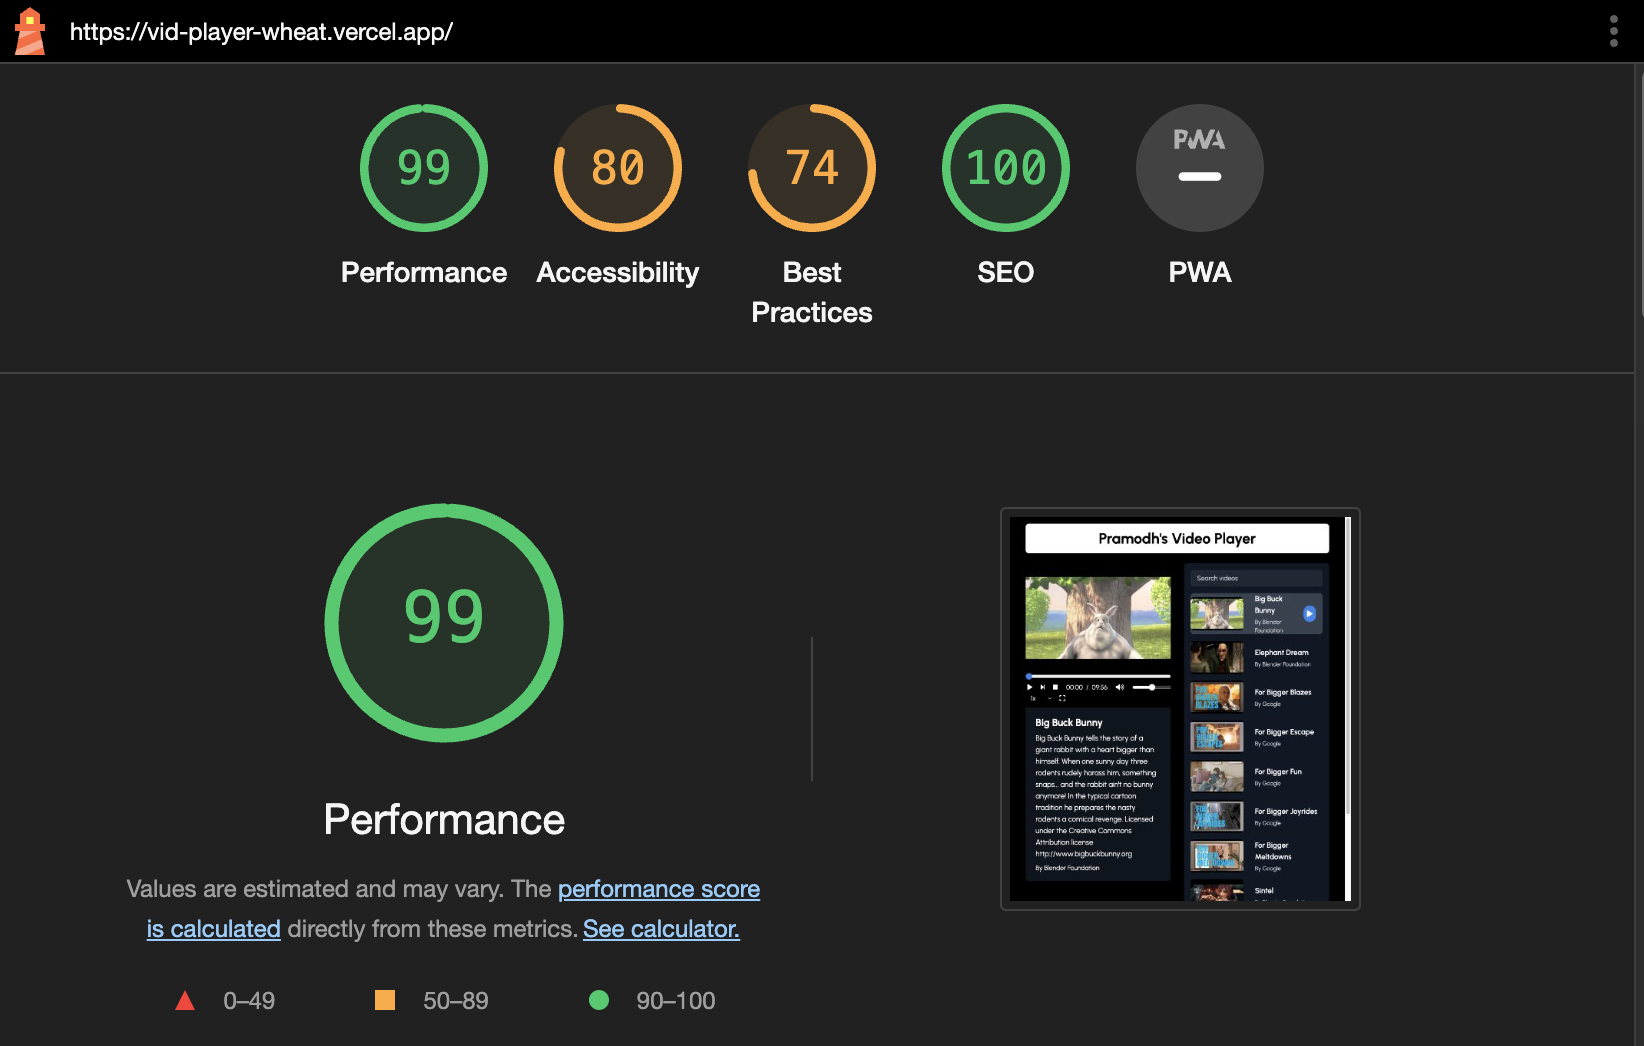 https://vid-player-wheat.vercel.app/
99
80
74
100
PWA
Performance
Accessibility
Best
Practices
SEO
PWA
99
Performance
Values are estimated and may vary. The performance score
is calculated directly from these metrics. See calculator.
0–49
50–89
90–100
Pramodh's Video Player
00:00 / 09:56
1x
Big Buck Bunny
Big Buck Bunny tells the story of a
giant rabbit with a heart bigger than
himself. When one sunny day three
rodents rudely harass him, something
snaps... and the rabbit ain't no bunny
anymore! In the typical cartoon
tradition he prepares the nasty
rodents a comical revenge. Licensed
under the Creative Commons
Attribution license
http://www.bigbuckbunny.org
By Blender Foundation
Search videos
Big Buck
Bunny
By Blender
Foundation
Elephant Dream
By Blender Foundation
For Bigger Blazes
By Google
For Bigger Escape
By Google
For Bigger Fun
By Google
For Bigger Joyrides
By Google
For Bigger
Meltdowns
By Google
Sintel